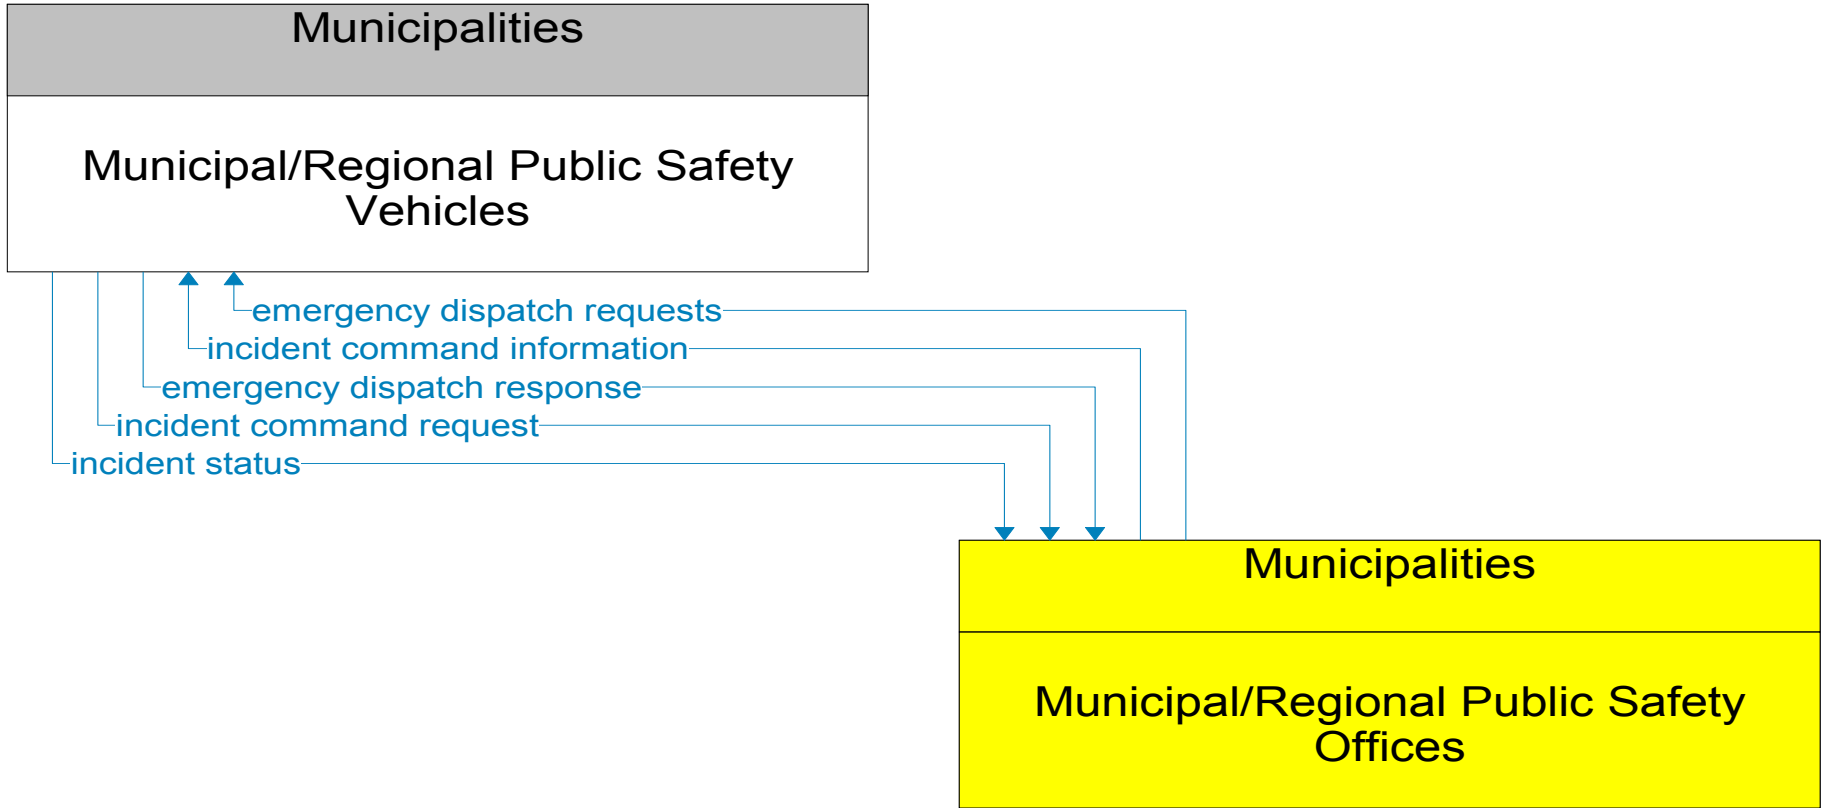 Municipalities
Municipal/Regional Public Safety
Vehicles
emergency dispatch requests
incident command information
emergency dispatch response
incident command request
incident status
Municipalities
Municipal/Regional Public Safety
Offices